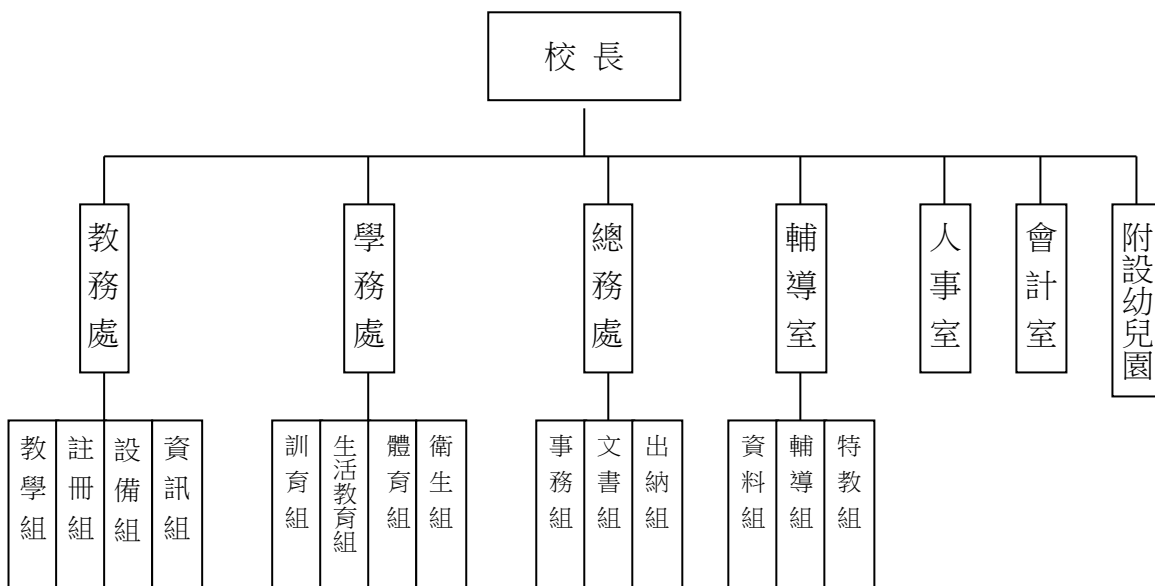 校長
教務處
學務處
總務處
輔導室
人事室
會計室
附設幼兒園
教學組
註冊組
設備組
資訊組
訓育組
生活教育組
體育組
衛生組
事務組
文書組
出納組
資料組
輔導組
特教組